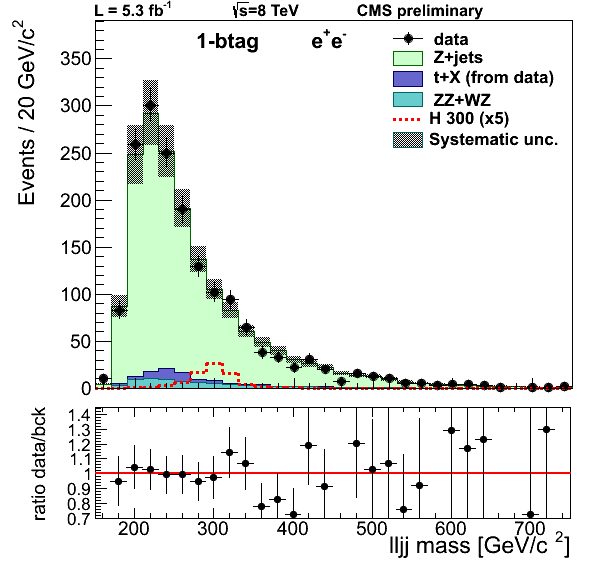 L = 5.3 fb-1 √s=8 TeV CMS preliminary
1-btag e+e-
data
Z+jets
t+X (from data)
ZZ+WZ
H 300 (x5)
Systematic unc.
Events / 20 GeV/c2
350
300
250
200
150
100
50
0
ratio data/bck
1.4
1.3
1.2
1.1
1
0.9
0.8
0.7
200 300 400 500 600 700
lljj mass [GeV/c 2]